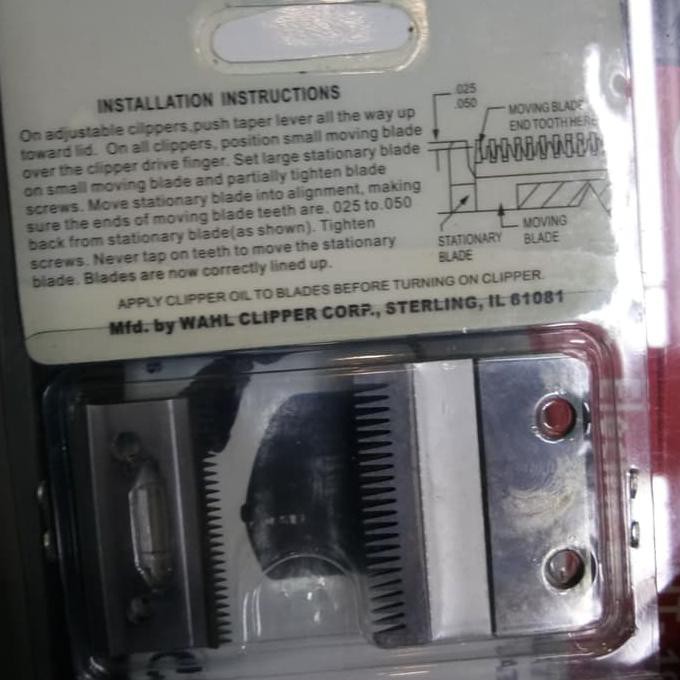 INSTALLATION INSTRUCTIONS
On adjustable clippers,push taper lever all the way up
toward lid. On all clippers, position small moving blade
over the clipper drive finger. Set large stationary blade
on small moving blade and partially tighten blade
screws. Move stationary blade into alignment, making
sure the ends of moving blade teeth are. 025 to.050
back from stationary blade(as shown). Tighten
screws. Never tap on teeth to move the stationary
blade. Blades are now correctly lined up.
.025
.050
MOVING BLADE
END TOOTH HERE
STATIONARY
BLADE
MOVING
BLADE
APPLY CLIPPER OIL TO BLADES BEFORE TURNING ON CLIPPER.
Mfd. by WAHL CLIPPER CORP., STERLING, IL 61081